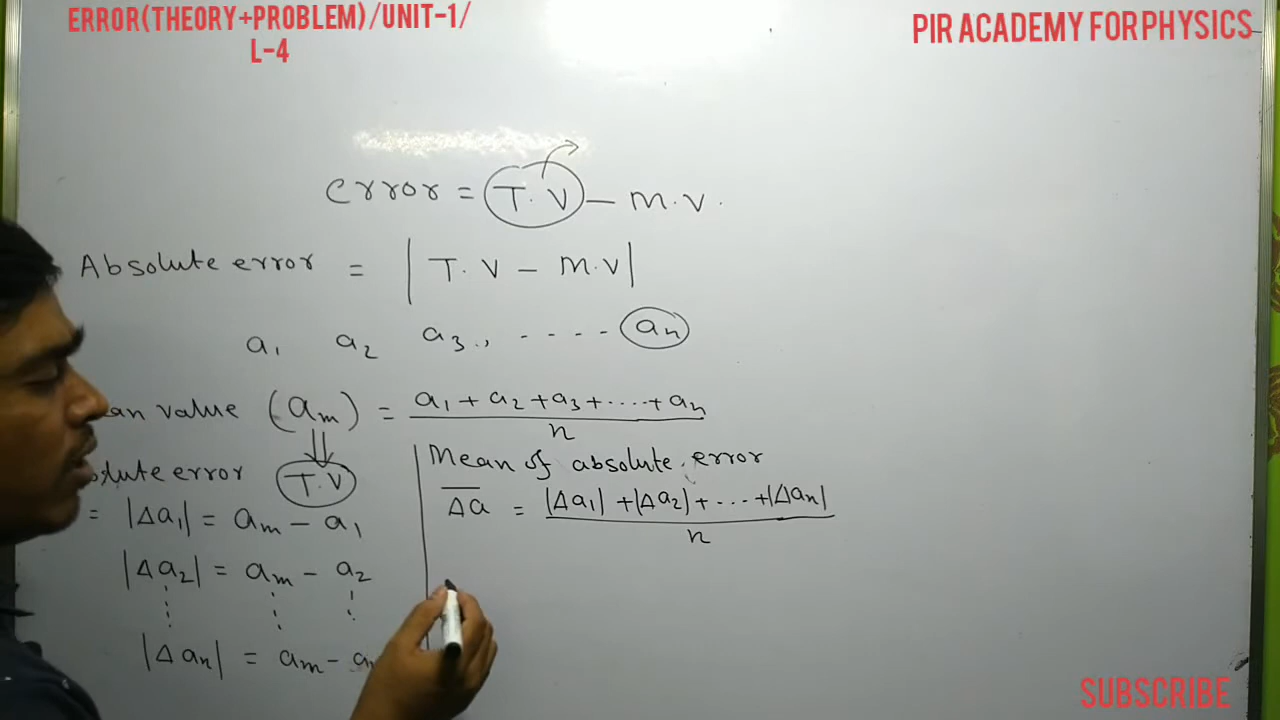 ERROR(THEORY+PROBLEM)/UNIT-1/
L-4
PIR ACADEMY FOR PHYSICS
error = T.V - M.V.
Absolute error = |T.V - M.V|
a₁ a₂ a₃., - - - - aₙ
value (aₘ) = a₁ + a₂ + a₃ + .... + aₙ / n
error T.V
= |Δa₁| = aₘ - a₁
|Δa₂| = aₘ - a₂
|Δaₙ| = aₘ -
Mean of absolute error
Δ̅a̅ = |Δa₁| + |Δa₂| + ... + |Δaₙ| / n
SUBSCRIBE